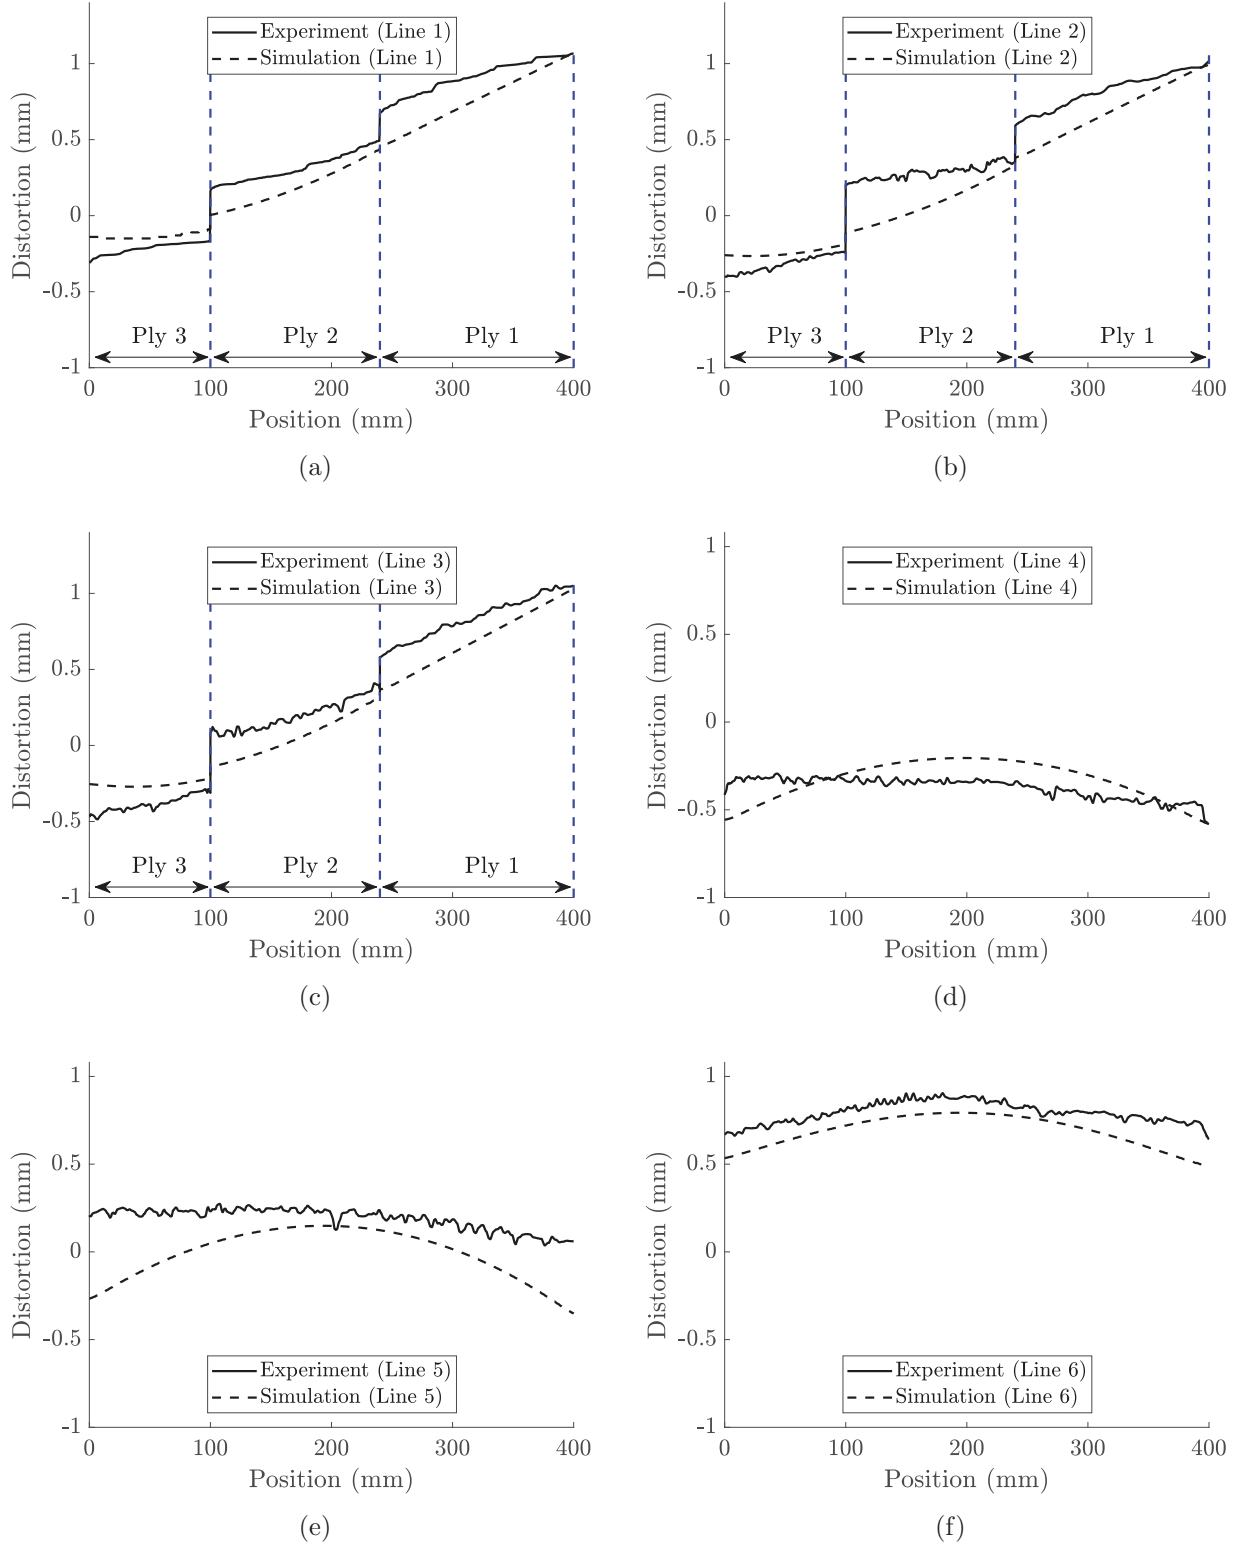 Experiment (Line 1)
Simulation (Line 1)
Distortion (mm)
1
0.5
0
-0.5
-1
Ply 3
Ply 2
Ply 1
0
100
200
300
400
Position (mm)
(a)
Experiment (Line 2)
Simulation (Line 2)
Distortion (mm)
1
0.5
0
-0.5
-1
Ply 3
Ply 2
Ply 1
0
100
200
300
400
Position (mm)
(b)
Experiment (Line 3)
Simulation (Line 3)
Distortion (mm)
1
0.5
0
-0.5
-1
Ply 3
Ply 2
Ply 1
0
100
200
300
400
Position (mm)
(c)
Experiment (Line 4)
Simulation (Line 4)
Distortion (mm)
1
0.5
0
-0.5
-1
0
100
200
300
400
Position (mm)
(d)
Distortion (mm)
1
0.5
0
-0.5
-1
Experiment (Line 5)
Simulation (Line 5)
0
100
200
300
400
Position (mm)
(e)
Distortion (mm)
1
0.5
0
-0.5
-1
Experiment (Line 6)
Simulation (Line 6)
0
100
200
300
400
Position (mm)
(f)